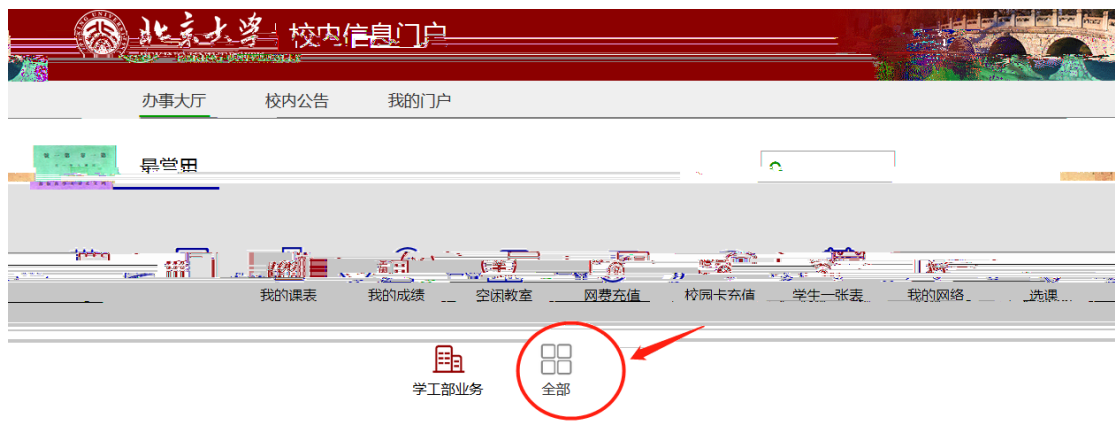 北京大学 校内信息门户
办事大厅 校内公告 我的门户
最常用
我的课表 我的成绩 空闲教室 网费充值 校园卡充值 学生一张表 我的网络 选课
学工部业务 全部